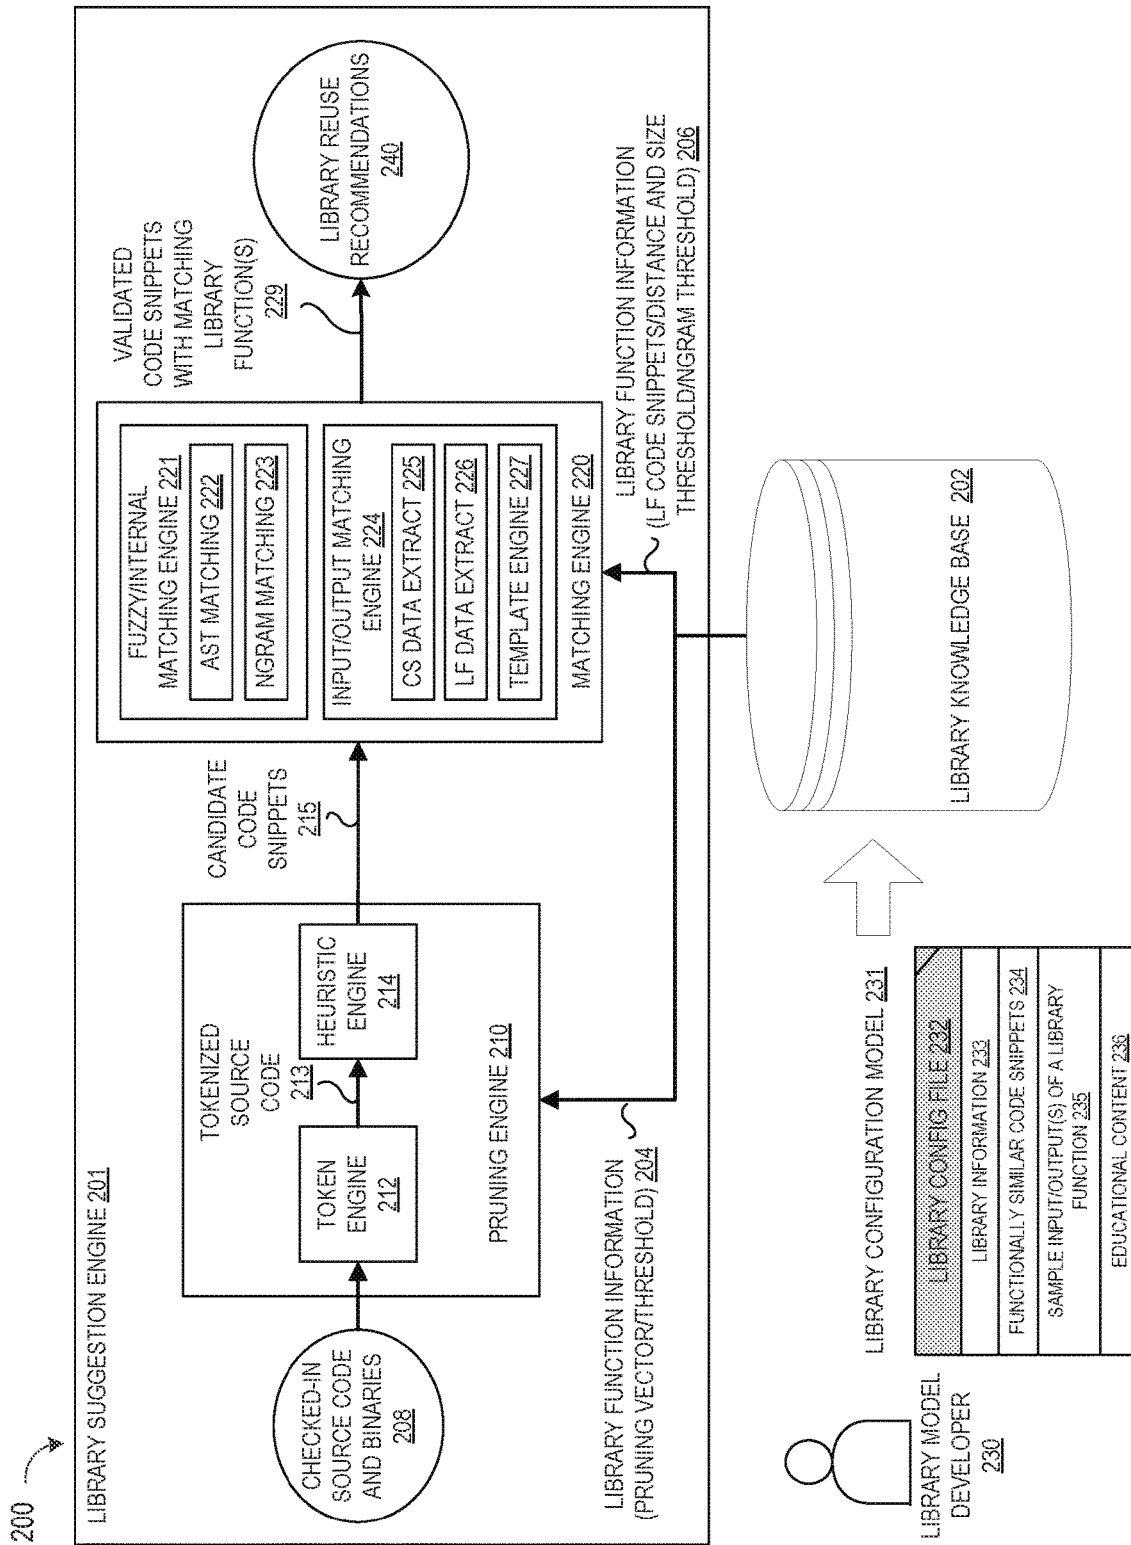 200
LIBRARY SUGGESTION ENGINE 201
CHECKED-IN
SOURCE CODE
AND BINARIES
208
TOKENIZED
SOURCE
CODE
213
TOKEN
ENGINE
212
HEURISTIC
ENGINE
214
PRUNING ENGINE 210
CANDIDATE
CODE
SNIPPETS
215
FUZZY/INTERNAL
MATCHING ENGINE 221
AST MATCHING 222
NGRAM MATCHING 223
INPUT/OUTPUT MATCHING
ENGINE 224
CS DATA EXTRACT 225
LF DATA EXTRACT 226
TEMPLATE ENGINE 227
MATCHING ENGINE 220
VALIDATED
CODE SNIPPETS
WITH MATCHING
LIBRARY
FUNCTION(S)
229
LIBRARY REUSE
RECOMMENDATIONS
240
LIBRARY FUNCTION INFORMATION
(PRUNING VECTOR/THRESHOLD) 204
LIBRARY FUNCTION INFORMATION
(LF CODE SNIPPETS/DISTANCE AND SIZE
THRESHOLD/NGRAM THRESHOLD) 206
LIBRARY MODEL
DEVELOPER
230
LIBRARY CONFIGURATION MODEL 231
LIBRARY CONFIG FILE 232
LIBRARY INFORMATION 233
FUNCTIONALLY SIMILAR CODE SNIPPETS 234
SAMPLE INPUT/OUTPUT(S) OF A LIBRARY
FUNCTION 235
EDUCATIONAL CONTENT 236
LIBRARY KNOWLEDGE BASE 202